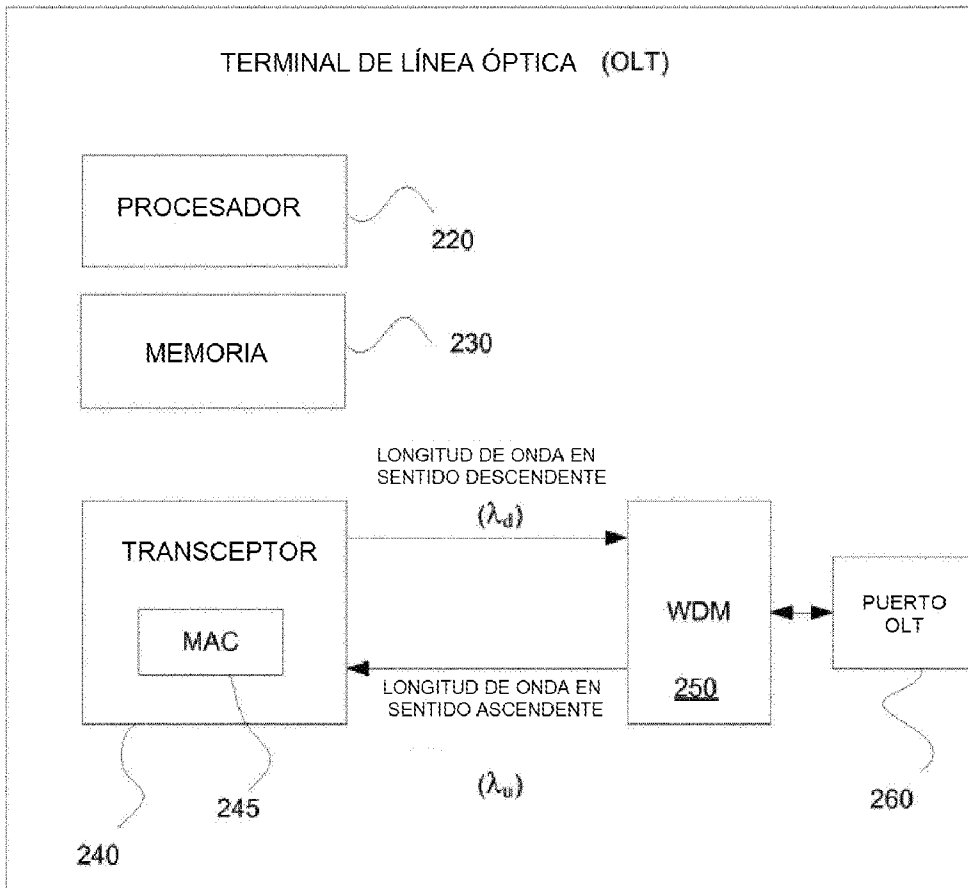 TERMINAL DE LÍNEA ÓPTICA (OLT)
PROCESADOR
220
MEMORIA
230
LONGITUD DE ONDA EN
SENTIDO DESCENDENTE
(λd)
TRANSCEPTOR
MAC
WDM
250
PUERTO
OLT
LONGITUD DE ONDA EN
SENTIDO ASCENDENTE
(λu)
245
240
260